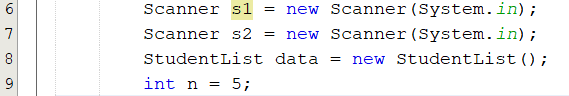 6 Scanner s1 = new Scanner(System.in);
7 Scanner s2 = new Scanner(System.in);
8 StudentList data = new StudentList();
9 int n = 5;